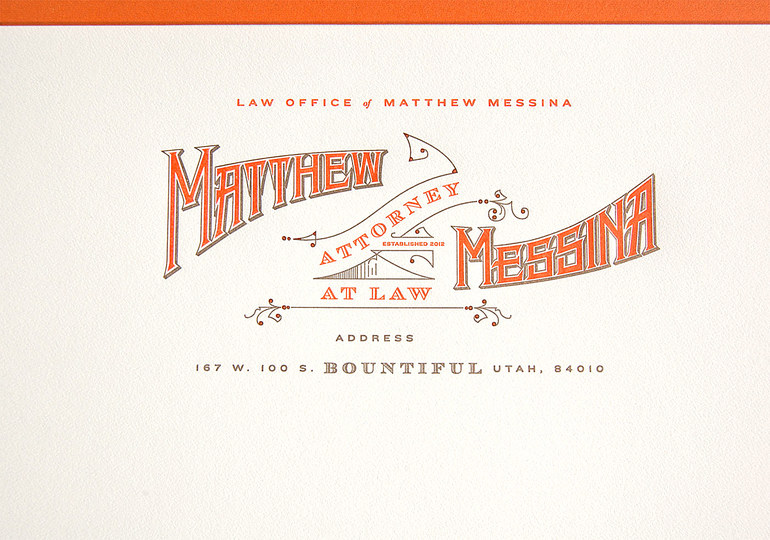 LAW OFFICE of MATTHEW MESSINA
MATTHEW
ATTORNEY
ESTABLISHED 2012
MESSINA
AT LAW
ADDRESS
167 W. 100 S. BOUNTIFUL UTAH, 84010